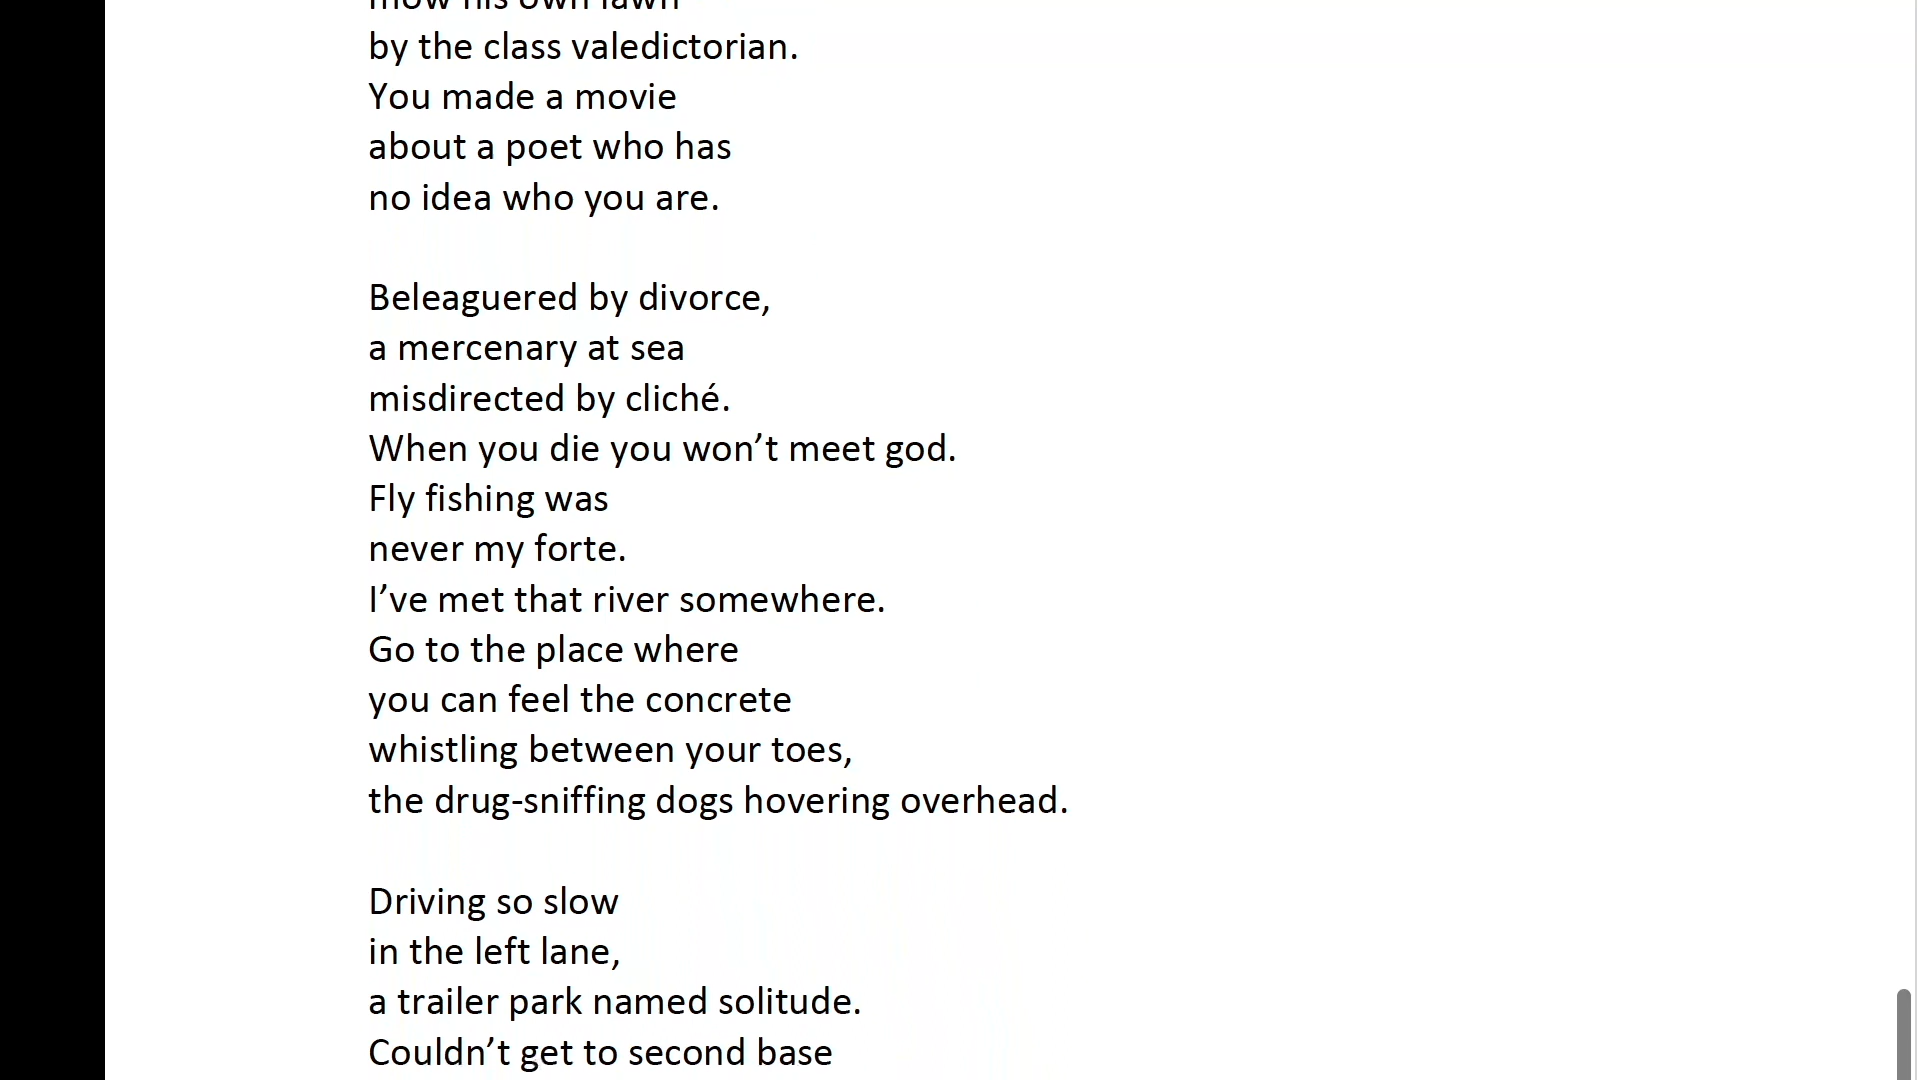 mow his own lawn
by the class valedictorian.
You made a movie
about a poet who has
no idea who you are.
Beleaguered by divorce,
a mercenary at sea
misdirected by cliché.
When you die you won’t meet god.
Fly fishing was
never my forte.
I’ve met that river somewhere.
Go to the place where
you can feel the concrete
whistling between your toes,
the drug-sniffing dogs hovering overhead.
Driving so slow
in the left lane,
a trailer park named solitude.
Couldn’t get to second base